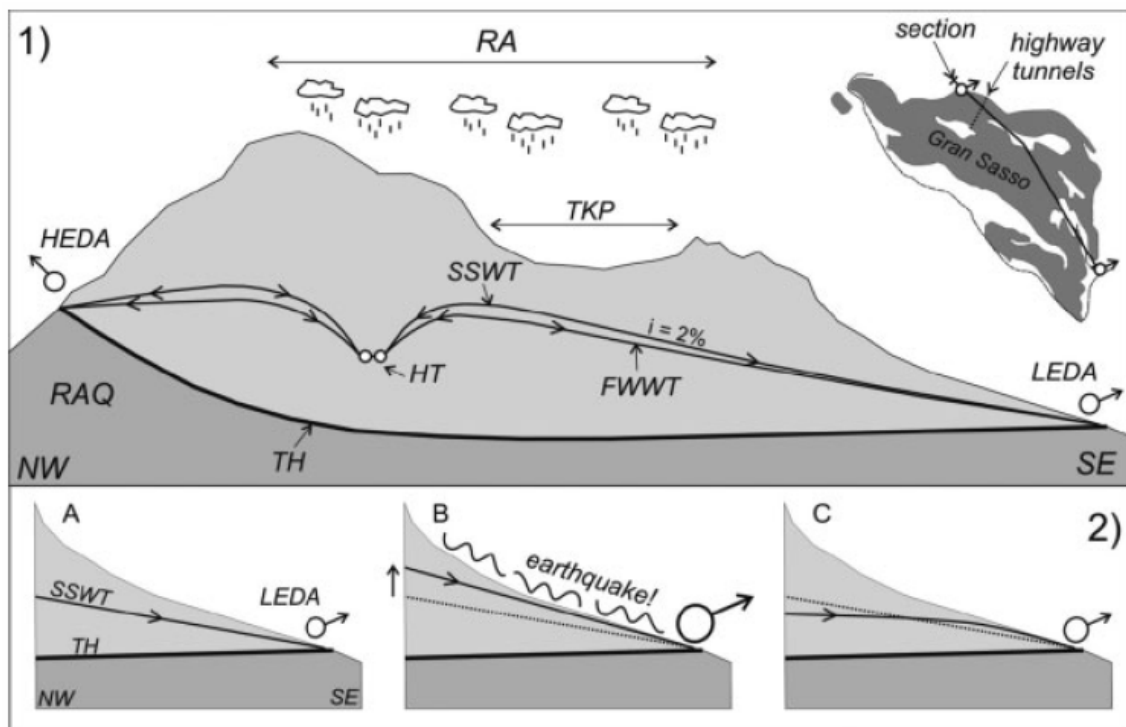 1)
RA
section
highway
tunnels
Gran Sasso
TKP
HEDA
SSWT
i = 2%
HT
FWWT
LEDA
RAQ
TH
NW
SE
A
B
C
2)
SSWT
LEDA
earthquake!
TH
NW
SE